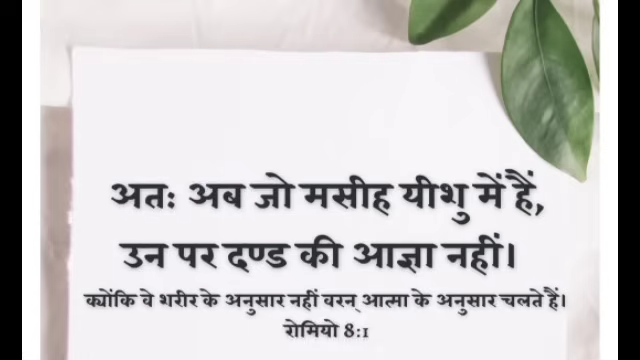 अतः अब जो मसीह यीशु में हैं,
उन पर दण्ड की आज्ञा नहीं।
क्योंकि वे शरीर के अनुसार नहीं वरन् आत्मा के अनुसार चलते हैं।
रोमियो 8:1